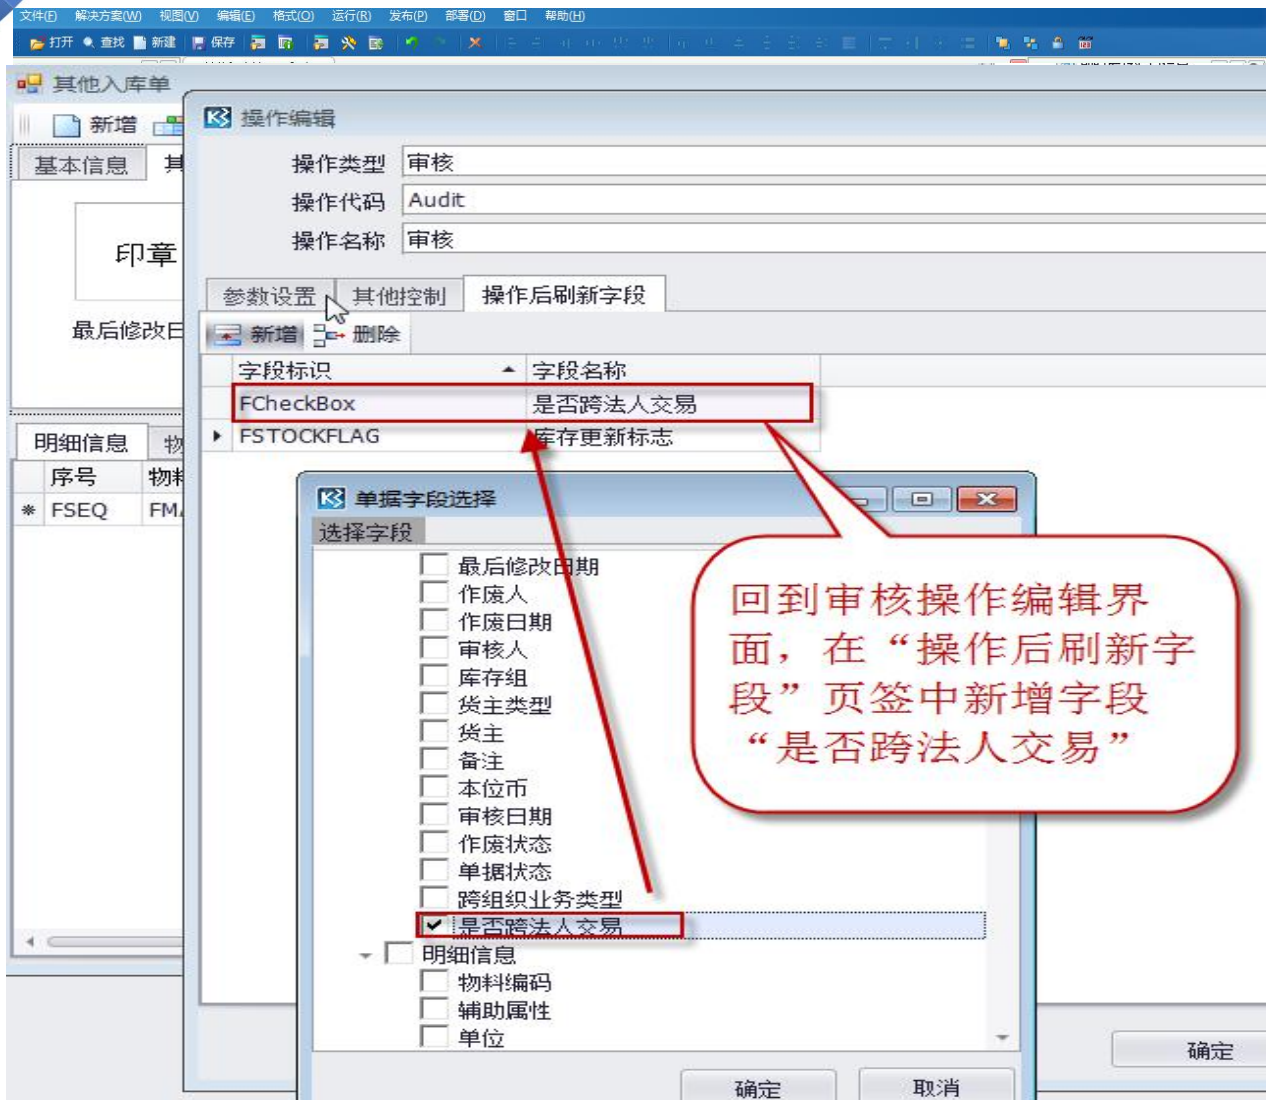 文件(F) 解决方案(W) 视图(V) 编辑(E) 格式(O) 运行(R) 发布(P) 部署(D) 窗口 帮助(H)
打开 查找 新建 保存
其他入库单
新增
基本信息 其
印章
最后修改日
明细信息 物
序号 物料
FSEQ FMA
操作编辑
操作类型 审核
操作代码 Audit
操作名称 审核
参数设置 其他控制 操作后刷新字段
新增 删除
字段标识 字段名称
FCheckBox 是否跨法人交易
FSTOCKFLAG 库存更新标志
单据字段选择
选择字段
最后修改日期
作废人
作废日期
审核人
库存组
货主类型
货主
备注
本位币
审核日期
作废状态
单据状态
跨组织业务类型
是否跨法人交易
明细信息
物料编码
辅助属性
单位
确定 取消
回到审核操作编辑界
面，在“操作后刷新字
段”页签中新增字段
“是否跨法人交易”
确定